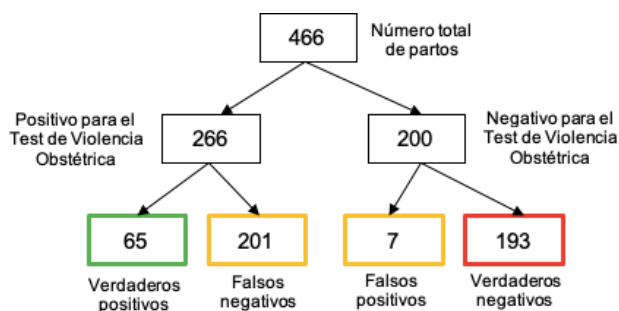 466
Número total
de partos
Positivo para el
Test de Violencia
Obstétrica
266
200
Negativo para el
Test de Violencia
Obstétrica
65
201
7
193
Verdaderos
positivos
Falsos
negativos
Falsos
positivos
Verdaderos
negativos